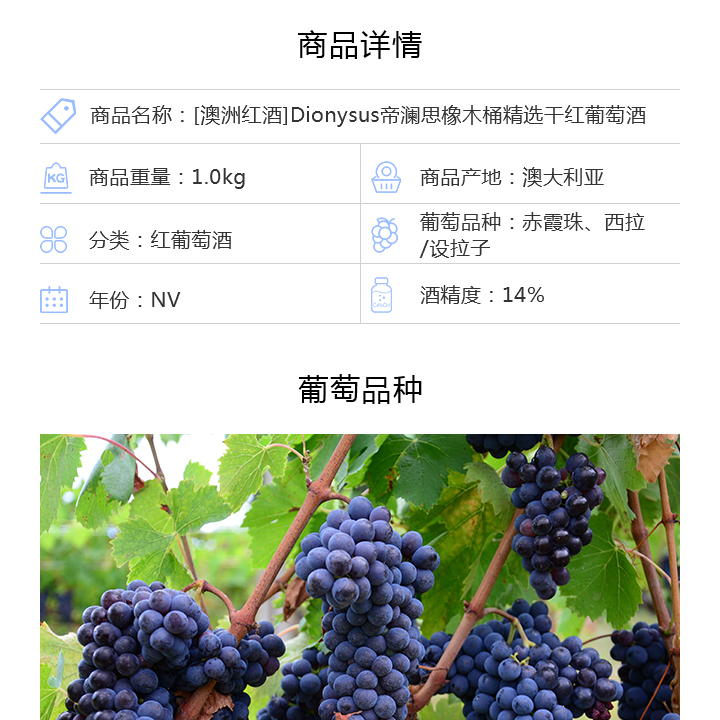 商品详情
商品名称：[澳洲红酒]Dionysus帝澜思橡木桶精选干红葡萄酒
KG 商品重量：1.0kg
商品产地：澳大利亚
分类：红葡萄酒
葡萄品种：赤霞珠、西拉
/设拉子
年份：NV
酒精度：14%
葡萄品种